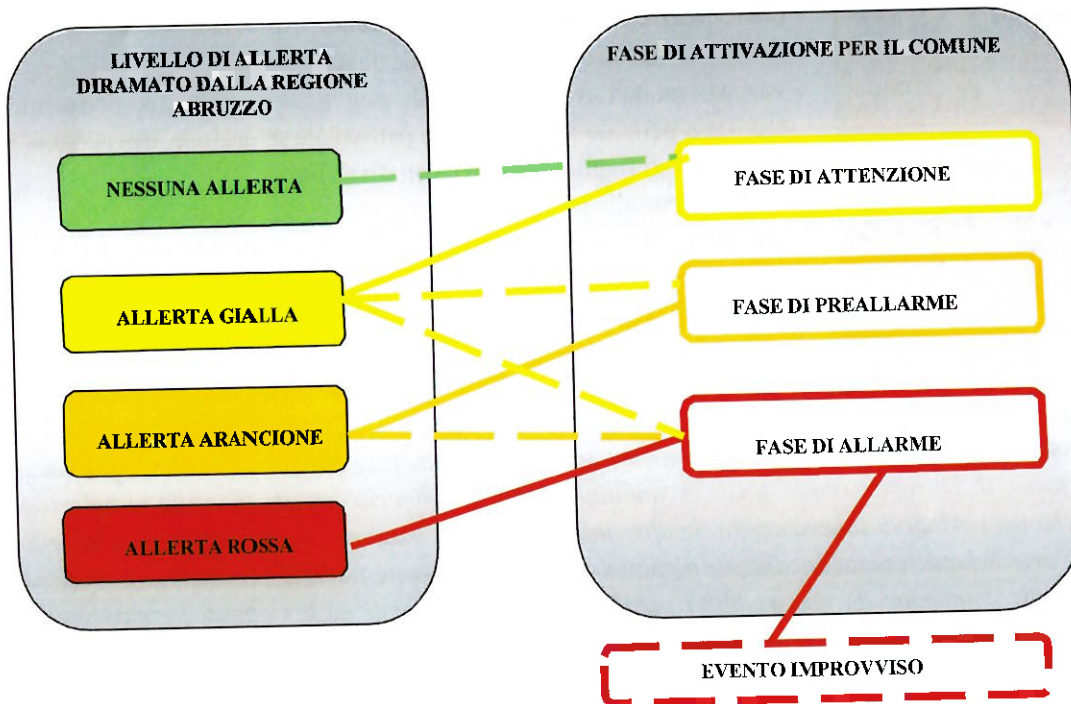 LIVELLO DI ALLERTA
DIRAMATO DALLA REGIONE
ABRUZZO
NESSUNA ALLERTA
ALLERTA GIALLA
ALLERTA ARANCIONE
ALLERTA ROSSA
FASE DI ATTIVAZIONE PER IL COMUNE
FASE DI ATTENZIONE
FASE DI PREALLARME
FASE DI ALLARME
EVENTO IMPROVVISO